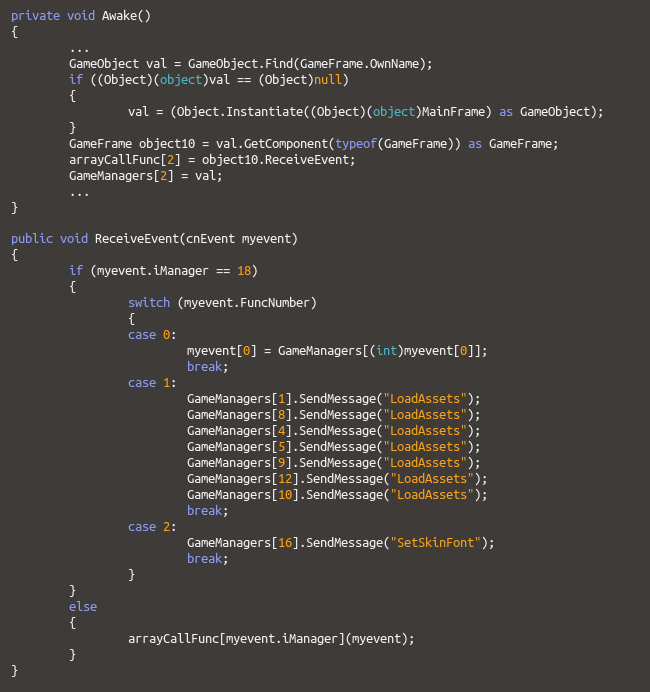 private void Awake()
{
        ...
        GameObject val = GameObject.Find(GameFrame.OwnName);
        if ((Object)(object)val == (Object)null)
        {
                val = (Object.Instantiate((Object)(object)MainFrame) as GameObject);
        }
        GameFrame object10 = val.GetComponent(typeof(GameFrame)) as GameFrame;
        arrayCallFunc[2] = object10.ReceiveEvent;
        GameManagers[2] = val;
        ...
}

public void ReceiveEvent(cnEvent myevent)
{
        if (myevent.iManager == 18)
        {
                switch (myevent.FuncNumber)
                {
                case 0:
                        myevent[0] = GameManagers[(int)myevent[0]];
                        break;
                case 1:
                        GameManagers[1].SendMessage("LoadAssets");
                        GameManagers[8].SendMessage("LoadAssets");
                        GameManagers[4].SendMessage("LoadAssets");
                        GameManagers[5].SendMessage("LoadAssets");
                        GameManagers[9].SendMessage("LoadAssets");
                        GameManagers[12].SendMessage("LoadAssets");
                        GameManagers[10].SendMessage("LoadAssets");
                        break;
                case 2:
                        GameManagers[16].SendMessage("SetSkinFont");
                        break;
                }
        }
        else
        {
                arrayCallFunc[myevent.iManager](myevent);
        }
}